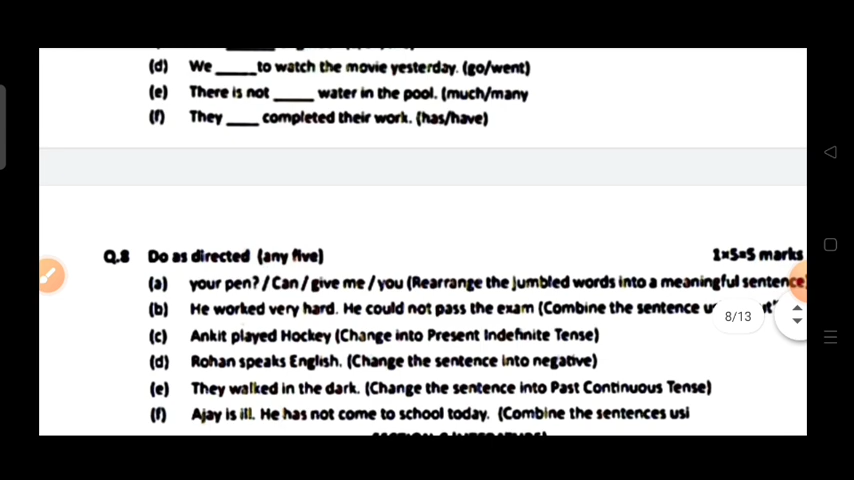 (d) We _____to watch the movie yesterday. (go/went)
(e) There is not _____ water in the pool. (much/many
(f) They ____ completed their work. (has/have)
Q.8 Do as directed (any five) 1×5=5 marks
(a) your pen? / Can / give me / you (Rearrange the jumbled words into a meaningful sentence)
(b) He worked very hard. He could not pass the exam (Combine the sentence
8/13
(c) Ankit played Hockey (Change into Present Indefinite Tense)
(d) Rohan speaks English. (Change the sentence into negative)
(e) They walked in the dark. (Change the sentence into Past Continuous Tense)
(f) Ajay is ill. He has not come to school today. (Combine the sentences usi